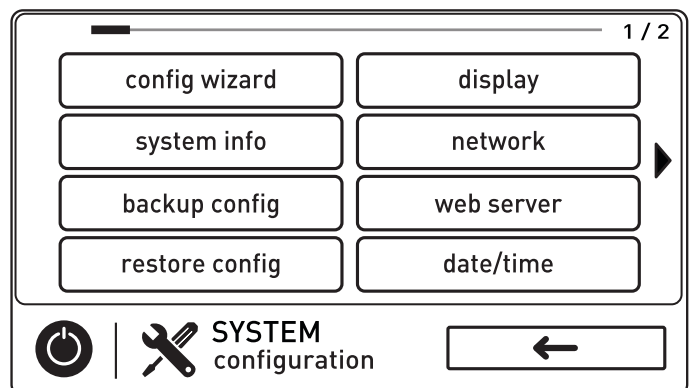 1 / 2
config wizard
display
system info
network
backup config
web server
restore config
date/time
SYSTEM
configuration